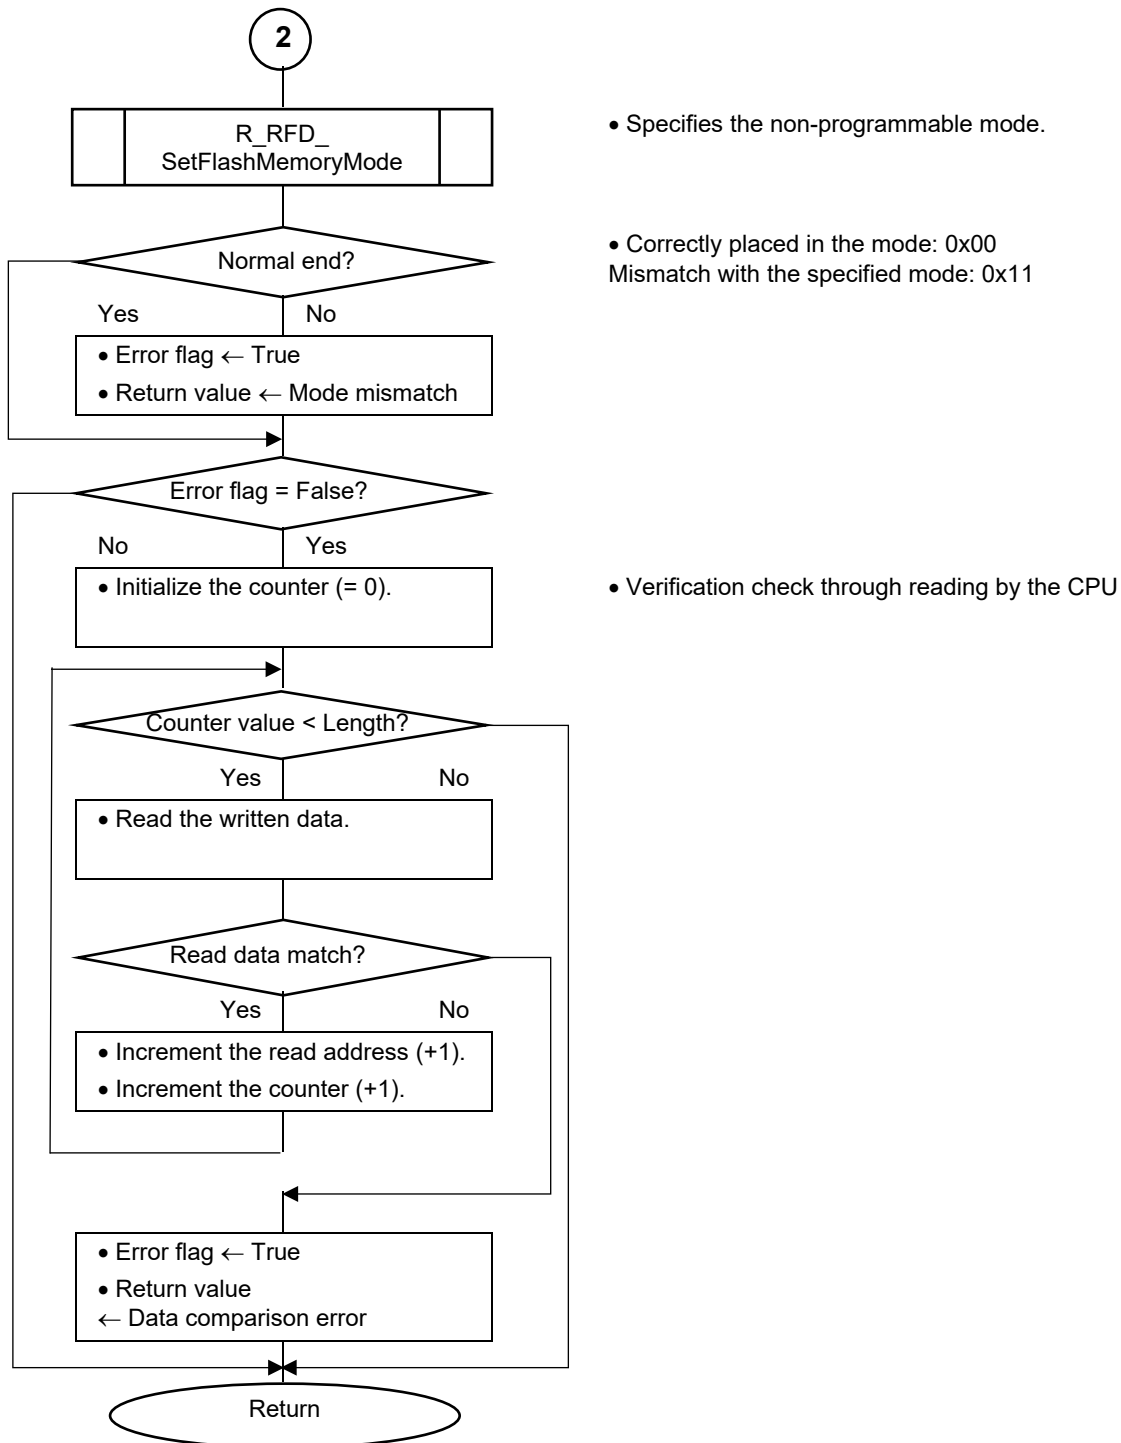 2
R_RFD_
SetFlashMemoryMode
• Specifies the non-programmable mode.
Normal end?
• Correctly placed in the mode: 0x00
Mismatch with the specified mode: 0x11
Yes No
• Error flag ← True
• Return value ← Mode mismatch
Error flag = False?
No Yes
• Initialize the counter (= 0).
• Verification check through reading by the CPU
Counter value < Length?
Yes No
• Read the written data.
Read data match?
Yes No
• Increment the read address (+1).
• Increment the counter (+1).
• Error flag ← True
• Return value
← Data comparison error
Return